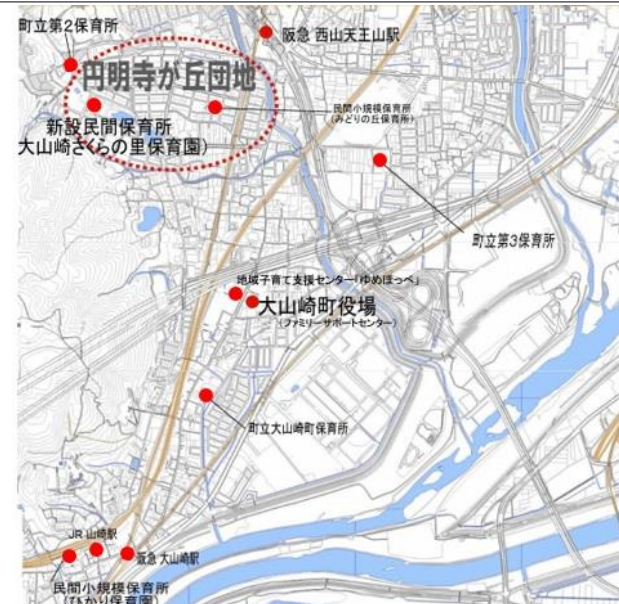 町立第2保育所
阪急 西山天王山駅
円明寺が丘団地
民間小規模保育所
(みどりの丘保育所)
新設民間保育所
大山崎さくらの里保育園)
町立第3保育所
地域子育て支援センター「ゆめほっぺ」
大山崎町役場
(ファミリーサポートセンター)
町立大山崎町保育所
JR 山崎駅
阪急 大山崎駅
民間小規模保育所
(ひかり保育園)